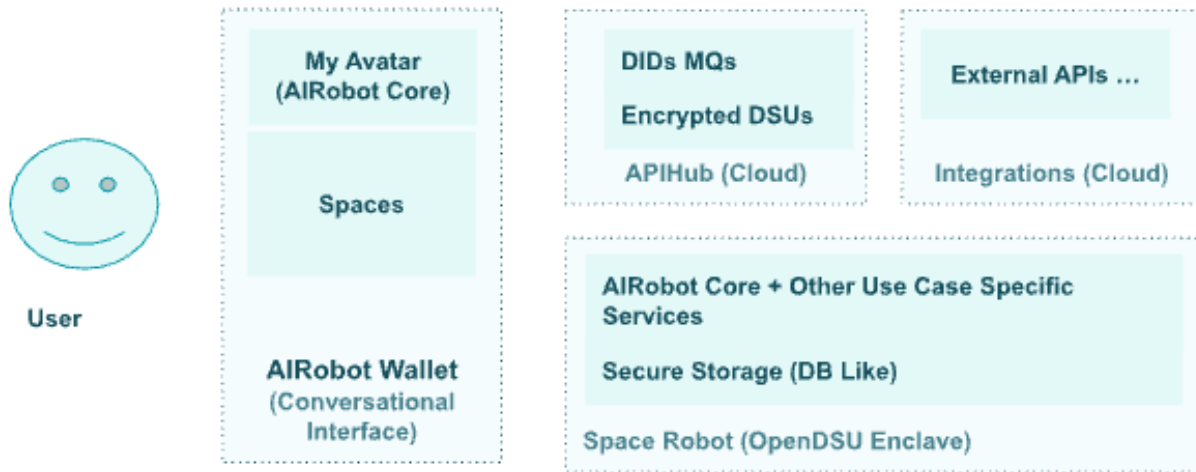 User
My Avatar
(AIRobot Core)
Spaces
AIRobot Wallet
(Conversational
Interface)
DIDs MQs
Encrypted DSUs
APIHub (Cloud)
External APIs ...
Integrations (Cloud)
AIRobot Core + Other Use Case Specific
Services
Secure Storage (DB Like)
Space Robot (OpenDSU Enclave)